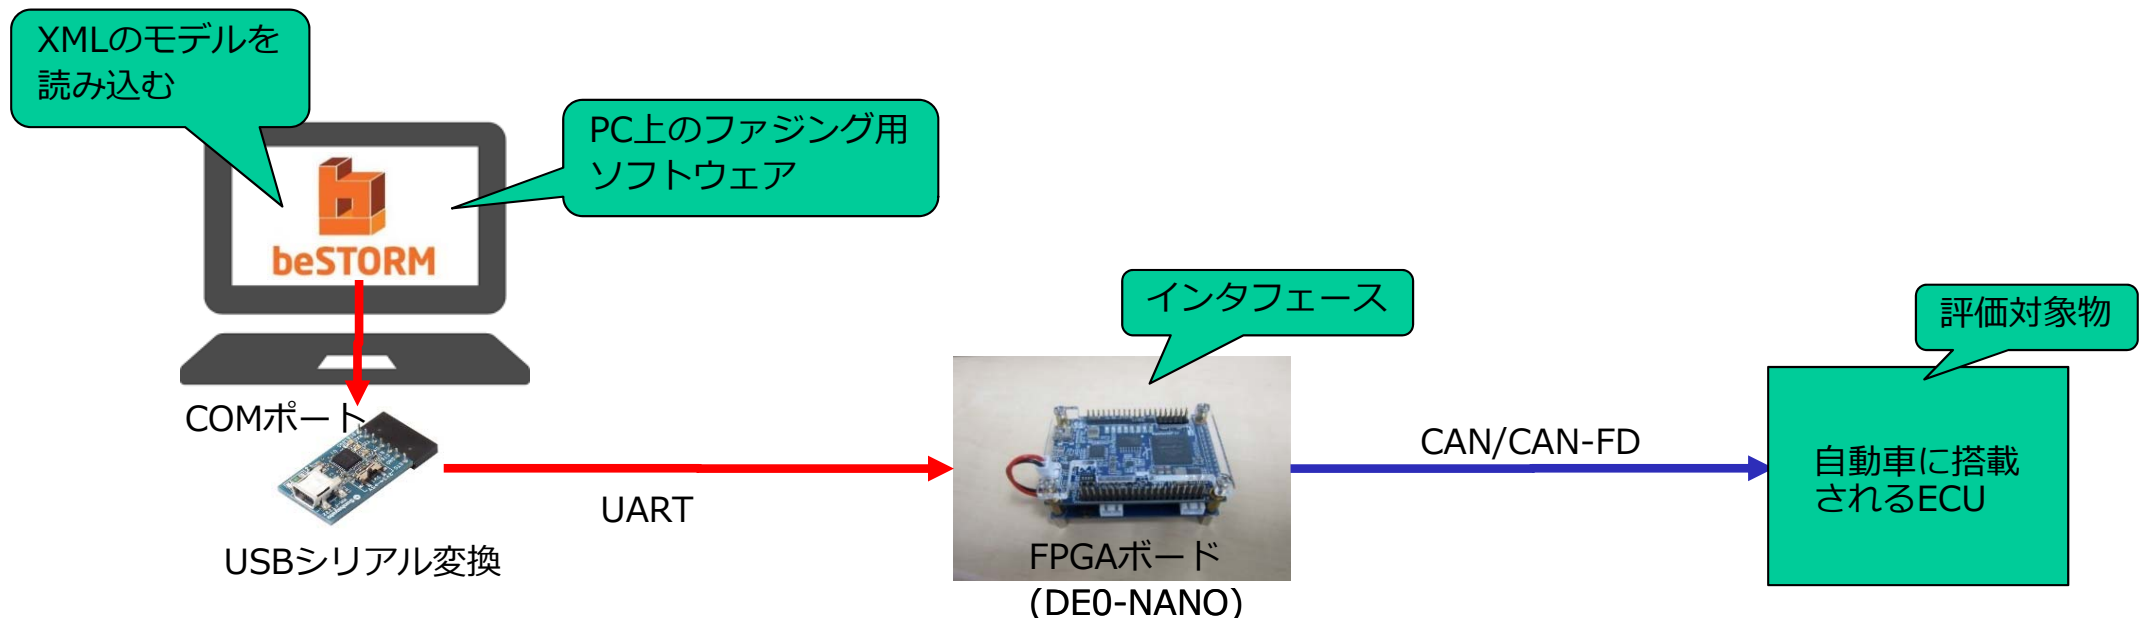 XMLのモデルを
読み込む
PC上のファジング用
ソフトウェア
beSTORM
インタフェース
評価対象物
COMポート
CAN/CAN-FD
自動車に搭載
されるECU
UART
USBシリアル変換
FPGAボード
(DE0-NANO)